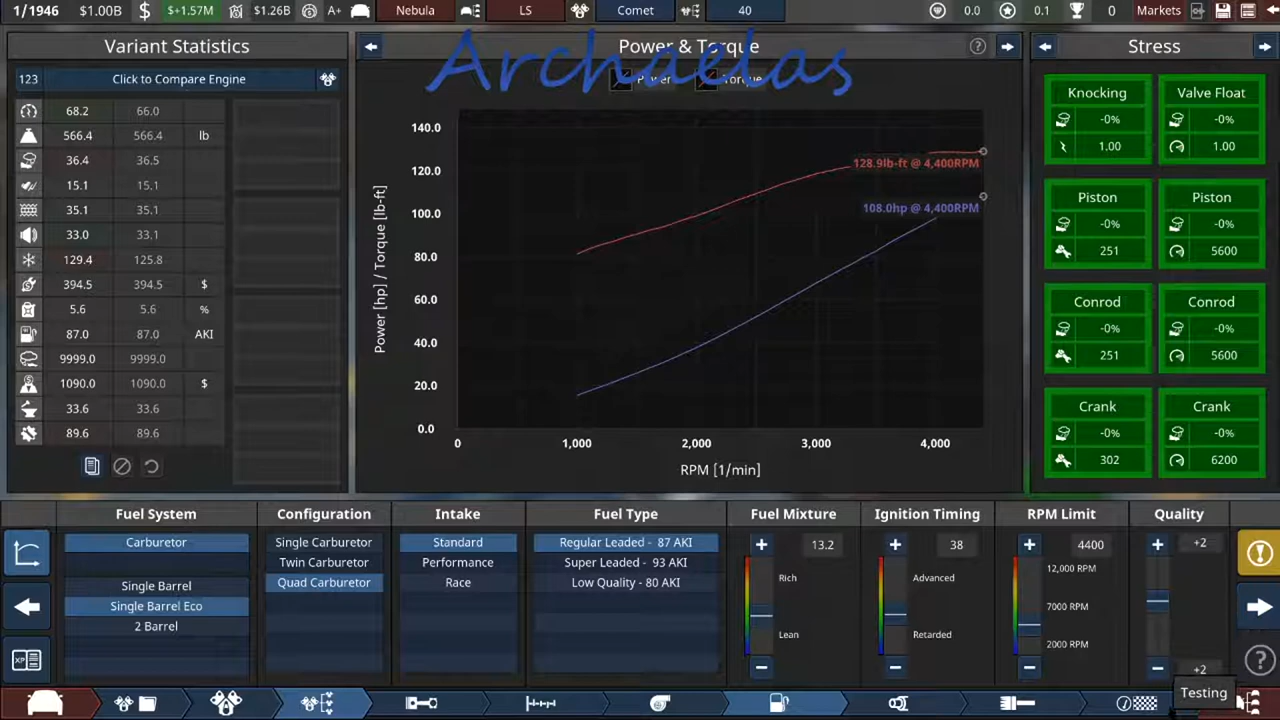 1/1946 $1.00B $+1.57M $1.26B A+ Nebula LS Comet 40 0.0 0.1 0 Markets
Variant Statistics
123 Click to Compare Engine
68.2 66.0
566.4 566.4 lb
36.4 36.5
15.1 15.1
35.1 35.1
33.0 33.1
129.4 125.8
394.5 394.5 $
5.6 5.6 %
87.0 87.0 AKI
9999.0 9999.0
1090.0 1090.0 $
33.6 33.6
89.6 89.6
Power & Torque
Archaelas
Power Torque
140.0
120.0
100.0
80.0
60.0
40.0
20.0
0.0
Power [hp] / Torque [lb-ft]
128.9lb-ft @ 4,400RPM
108.0hp @ 4,400RPM
0 1,000 2,000 3,000 4,000
RPM [1/min]
Stress
Knocking Valve Float
-0% -0%
1.00 1.00
Piston Piston
-0% -0%
251 5600
Conrod Conrod
-0% -0%
251 5600
Crank Crank
-0% -0%
302 6200
Fuel System
Carburetor
Single Barrel
Single Barrel Eco
2 Barrel
Configuration
Single Carburetor
Twin Carburetor
Quad Carburetor
Intake
Standard
Performance
Race
Fuel Type
Regular Leaded - 87 AKI
Super Leaded - 93 AKI
Low Quality - 80 AKI
Fuel Mixture
13.2
Rich
Lean
Ignition Timing
38
Advanced
Retarded
RPM Limit
4400
12,000 RPM
7000 RPM
2000 RPM
Quality
+2
+2
XP
Testing